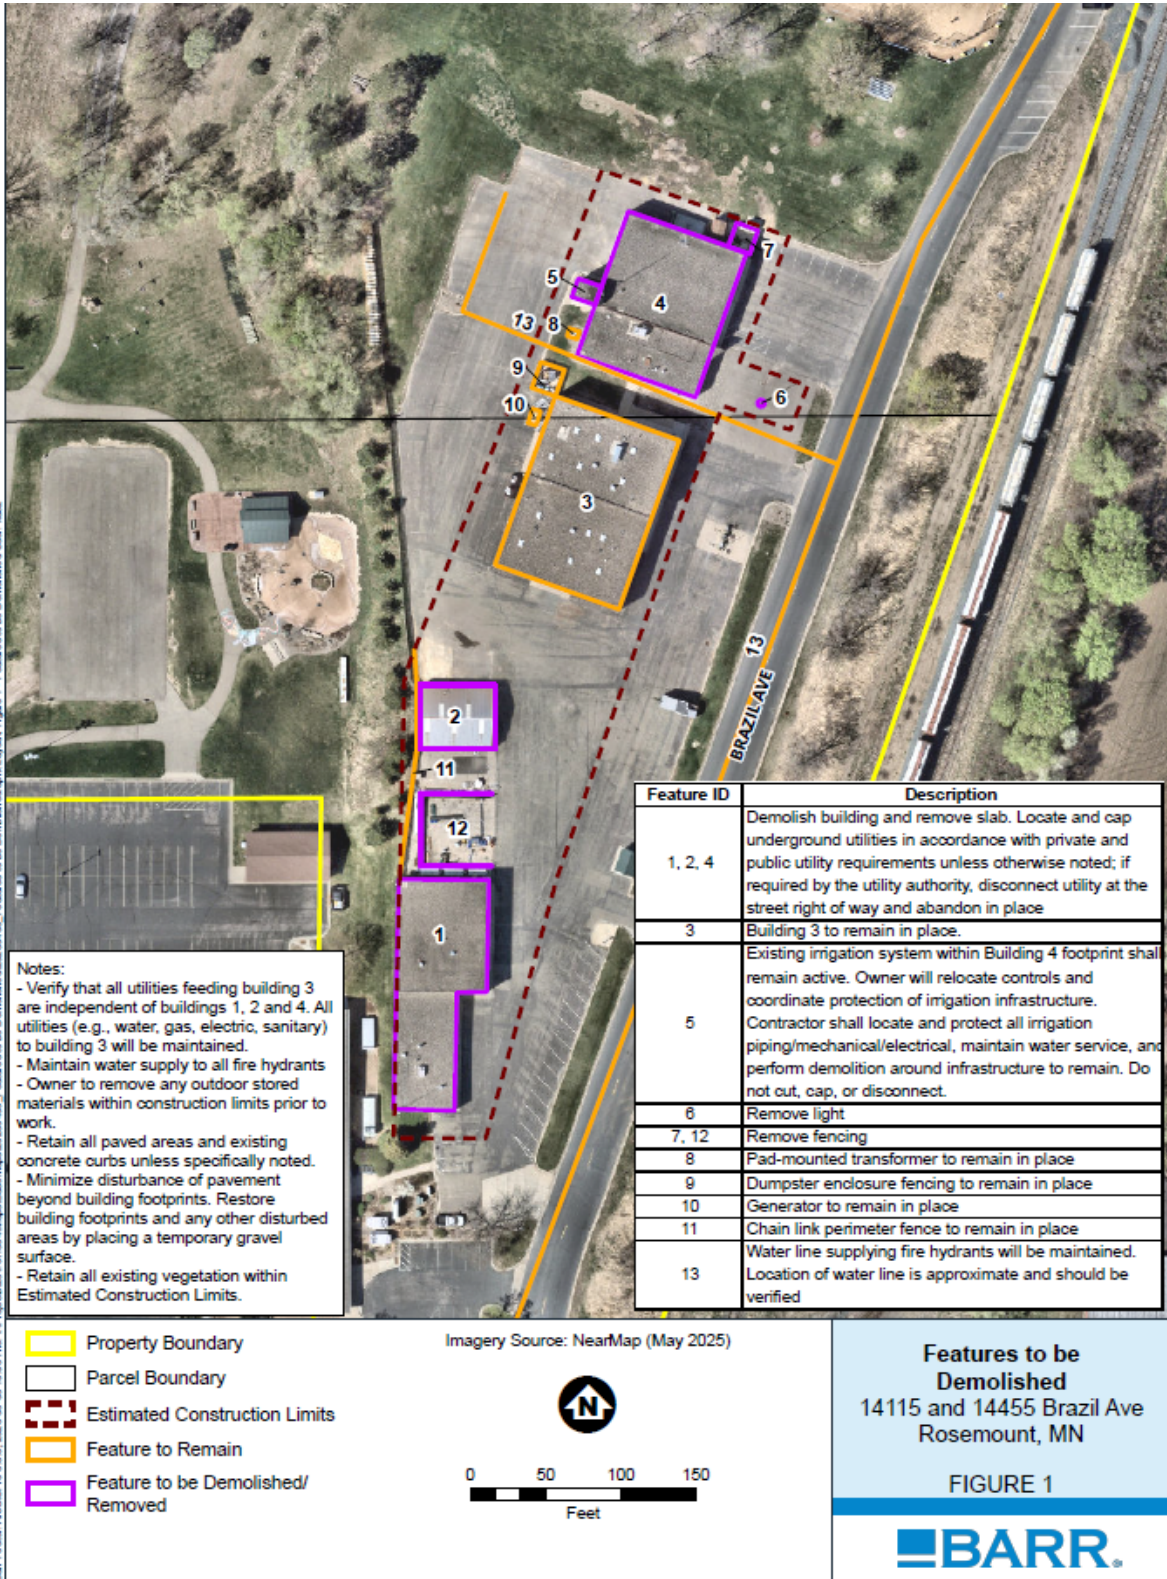 7
5
4
13
8
9
6
10
3
13
BRAZIL AVE
2
11
12
1
Feature ID Description
1, 2, 4 Demolish building and remove slab. Locate and cap
underground utilities in accordance with private and
public utility requirements unless otherwise noted; if
required by the utility authority, disconnect utility at the
street right of way and abandon in place
3 Building 3 to remain in place.
5 Existing irrigation system within Building 4 footprint shall
remain active. Owner will relocate controls and
coordinate protection of irrigation infrastructure.
Contractor shall locate and protect all irrigation
piping/mechanical/electrical, maintain water service, and
perform demolition around infrastructure to remain. Do
not cut, cap, or disconnect.
6 Remove light
7, 12 Remove fencing
8 Pad-mounted transformer to remain in place
9 Dumpster enclosure fencing to remain in place
10 Generator to remain in place
11 Chain link perimeter fence to remain in place
13 Water line supplying fire hydrants will be maintained.
Location of water line is approximate and should be
verified
Notes:
- Verify that all utilities feeding building 3
are independent of buildings 1, 2 and 4. All
utilities (e.g., water, gas, electric, sanitary)
to building 3 will be maintained.
- Maintain water supply to all fire hydrants
- Owner to remove any outdoor stored
materials within construction limits prior to
work.
- Retain all paved areas and existing
concrete curbs unless specifically noted.
- Minimize disturbance of pavement
beyond building footprints. Restore
building footprints and any other disturbed
areas by placing a temporary gravel
surface.
- Retain all existing vegetation within
Estimated Construction Limits.
Property Boundary
Parcel Boundary
Estimated Construction Limits
Feature to Remain
Feature to be Demolished/
Removed
Imagery Source: NearMap (May 2025)
N
0 50 100 150
Feet
Features to be
Demolished
14115 and 14455 Brazil Ave
Rosemount, MN
FIGURE 1
BARR